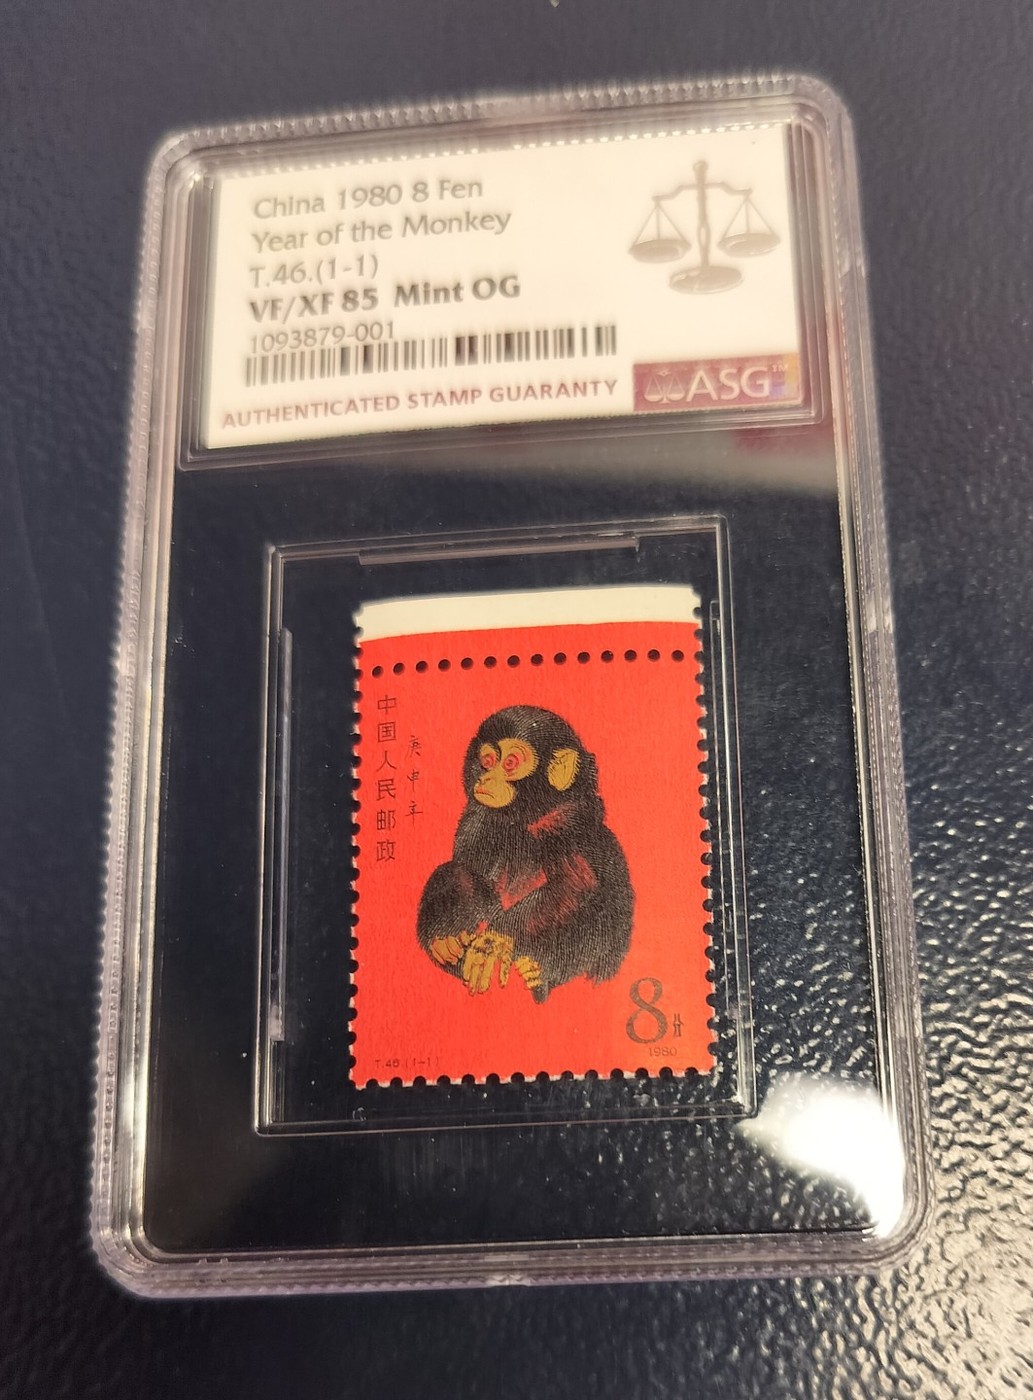 China 1980 8 Fen
Year of the Monkey
T.46.(1-1)
VF/XF 85 Mint OG
1093879-001
AUTHENTICATED STAMP GUARANTY
ASG™
中国人民邮政
庚申年
8分
1980
T.46.(1-1)